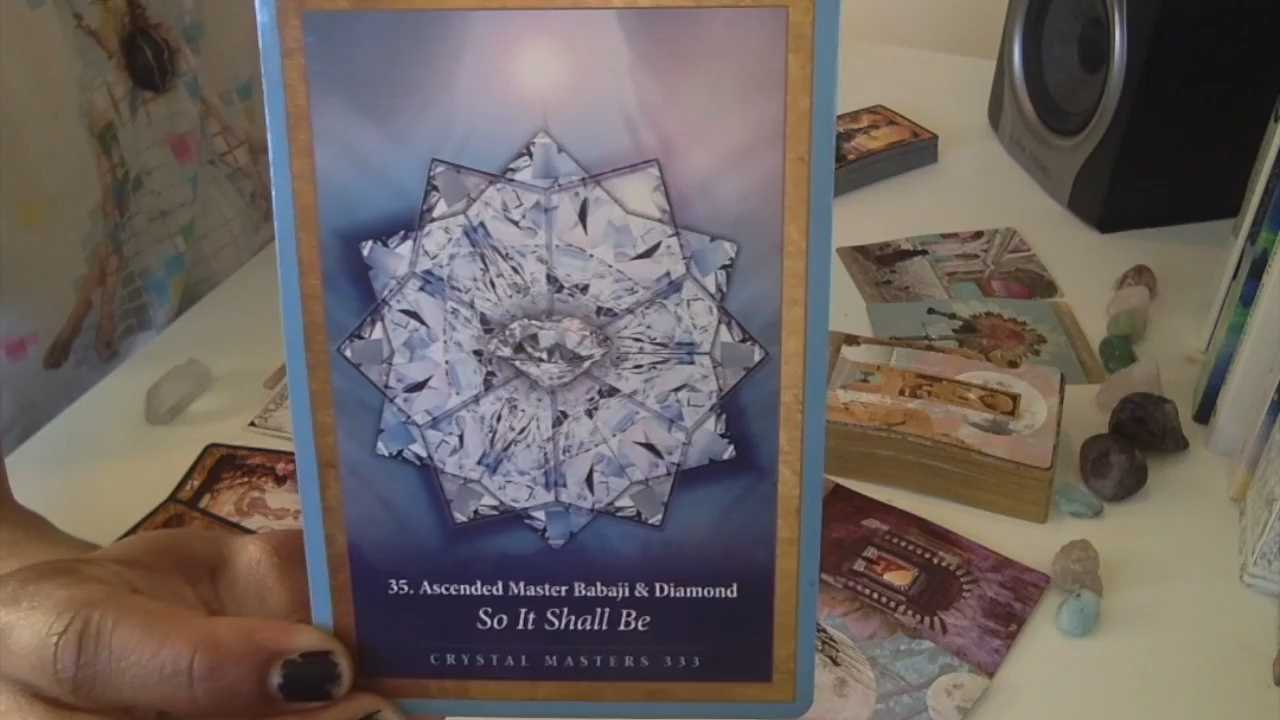 35. Ascended Master Babaji & Diamond
So It Shall Be
CRYSTAL MASTERS 333